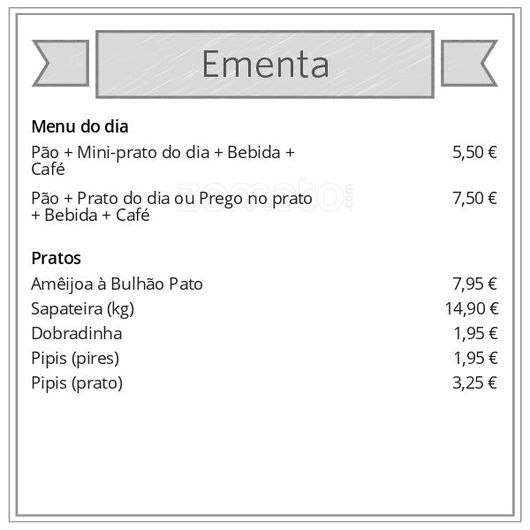 Ementa
Menu do dia
Pão + Mini-prato do dia + Bebida + 5,50 €
Café
Pão + Prato do dia ou Prego no prato 7,50 €
+ Bebida + Café
zomato.com
Pratos
Amêijoa à Bulhão Pato 7,95 €
Sapateira (kg) 14,90 €
Dobradinha 1,95 €
Pipis (pires) 1,95 €
Pipis (prato) 3,25 €